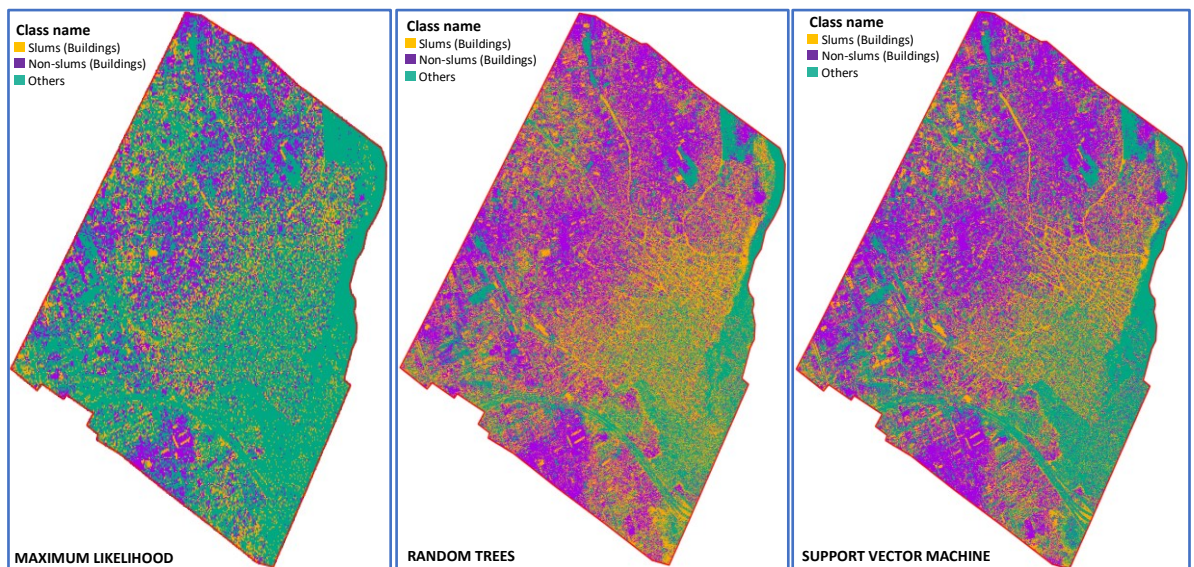 Class name
Slums (Buildings)
Non-slums (Buildings)
Others
MAXIMUM LIKELIHOOD
Class name
Slums (Buildings)
Non-slums (Buildings)
Others
RANDOM TREES
Class name
Slums (Buildings)
Non-slums (Buildings)
Others
SUPPORT VECTOR MACHINE